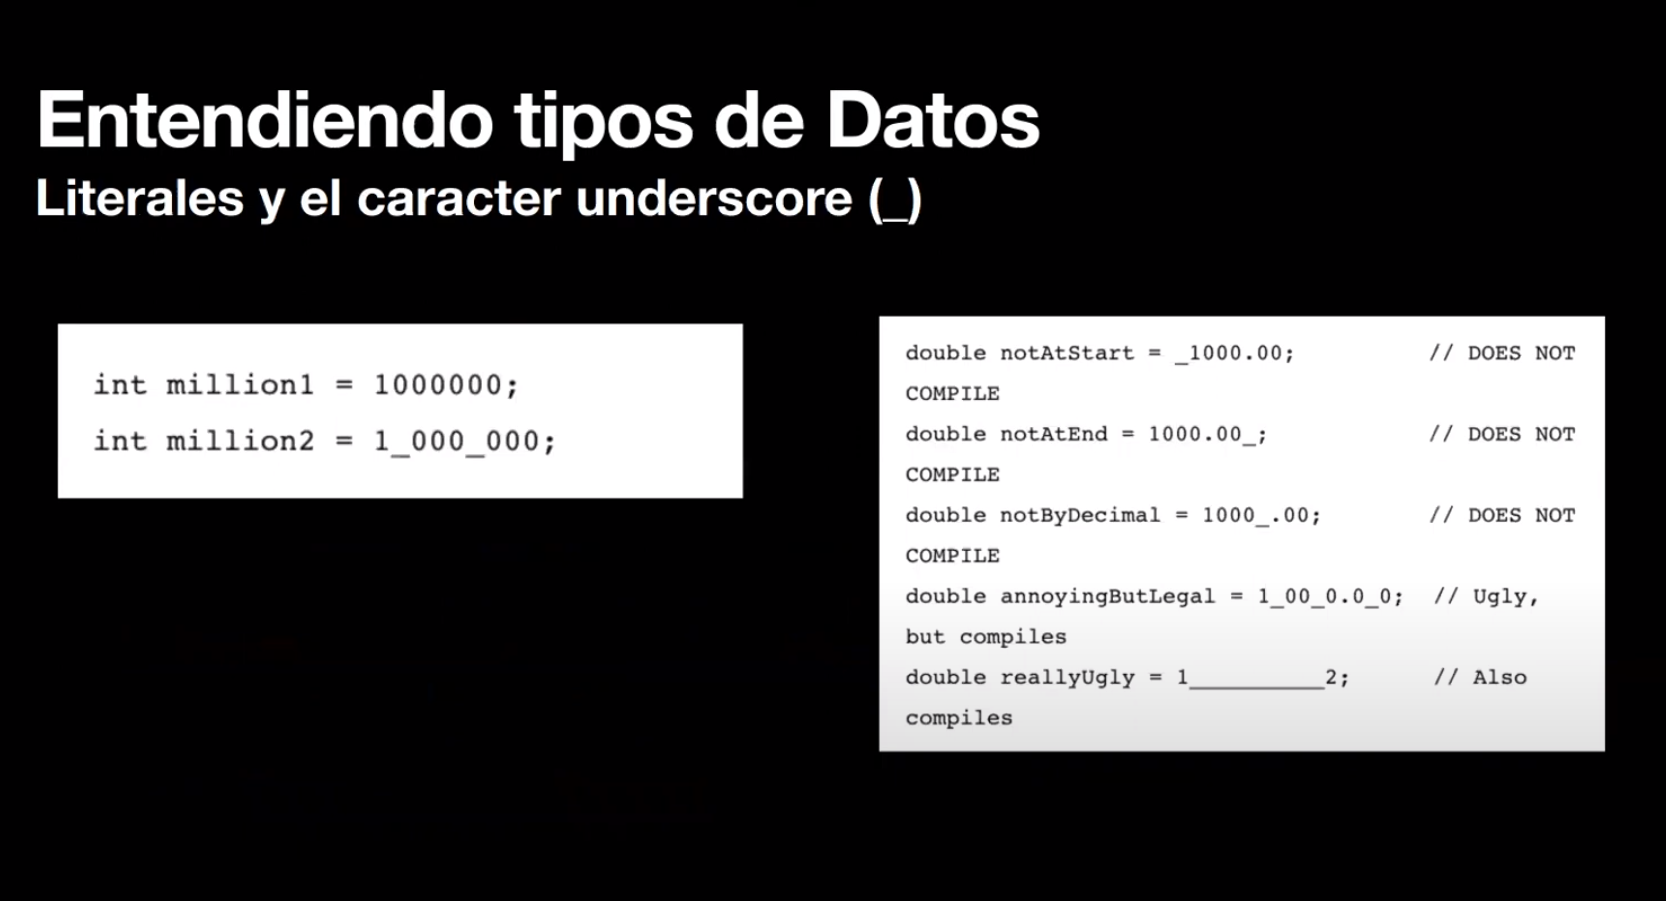 Entendiendo tipos de Datos
Literales y el caracter underscore (_)
int million1 = 1000000;
int million2 = 1_000_000;
double notAtStart = _1000.00;          // DOES NOT
COMPILE
double notAtEnd = 1000.00_;            // DOES NOT
COMPILE
double notByDecimal = 1000_.00;        // DOES NOT
COMPILE
double annoyingButLegal = 1_00_0.0_0;  // Ugly,
but compiles
double reallyUgly = 1__________2;      // Also
compiles